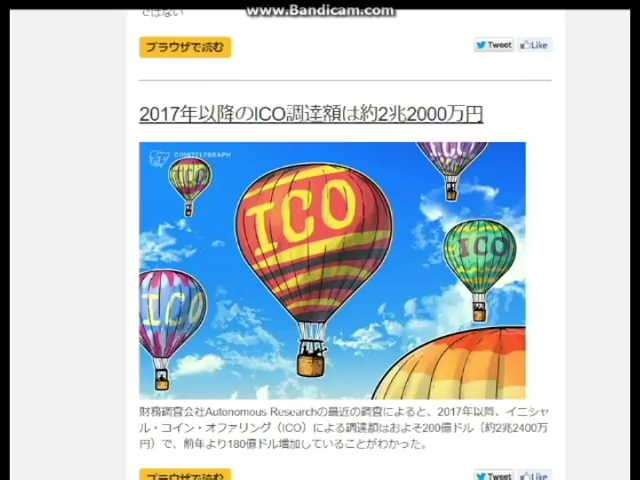 www.Bandicam.com
ではない
ブラウザで読む
Tweet
Like
2017年以降のICO調達額は約2兆2000万円
COINTELEGRAPH
ICO
ICO
ICO
ICO
ICO
財務調査会社Autonomous Researchの最近の調査によると、2017年以降、イニシャ
ル・コイン・オファリング（ICO）による調達額はおよそ200億ドル（約2兆2400万
円）で、前年より180億ドル増加していることがわかった。
ブラウザで読む
Tweet
Like